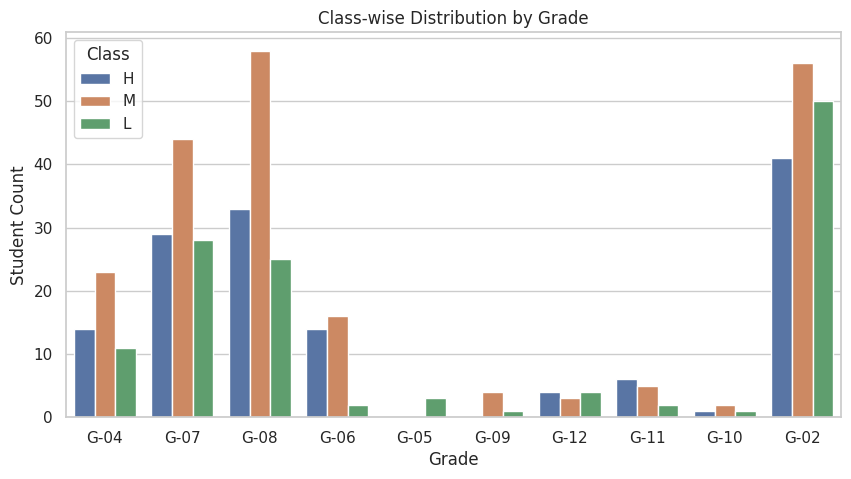 Class-wise Distribution by Grade
60
50
40
30
20
10
0
Student Count
Class
H
M
L
G-04 G-07 G-08 G-06 G-05 G-09 G-12 G-11 G-10 G-02
Grade